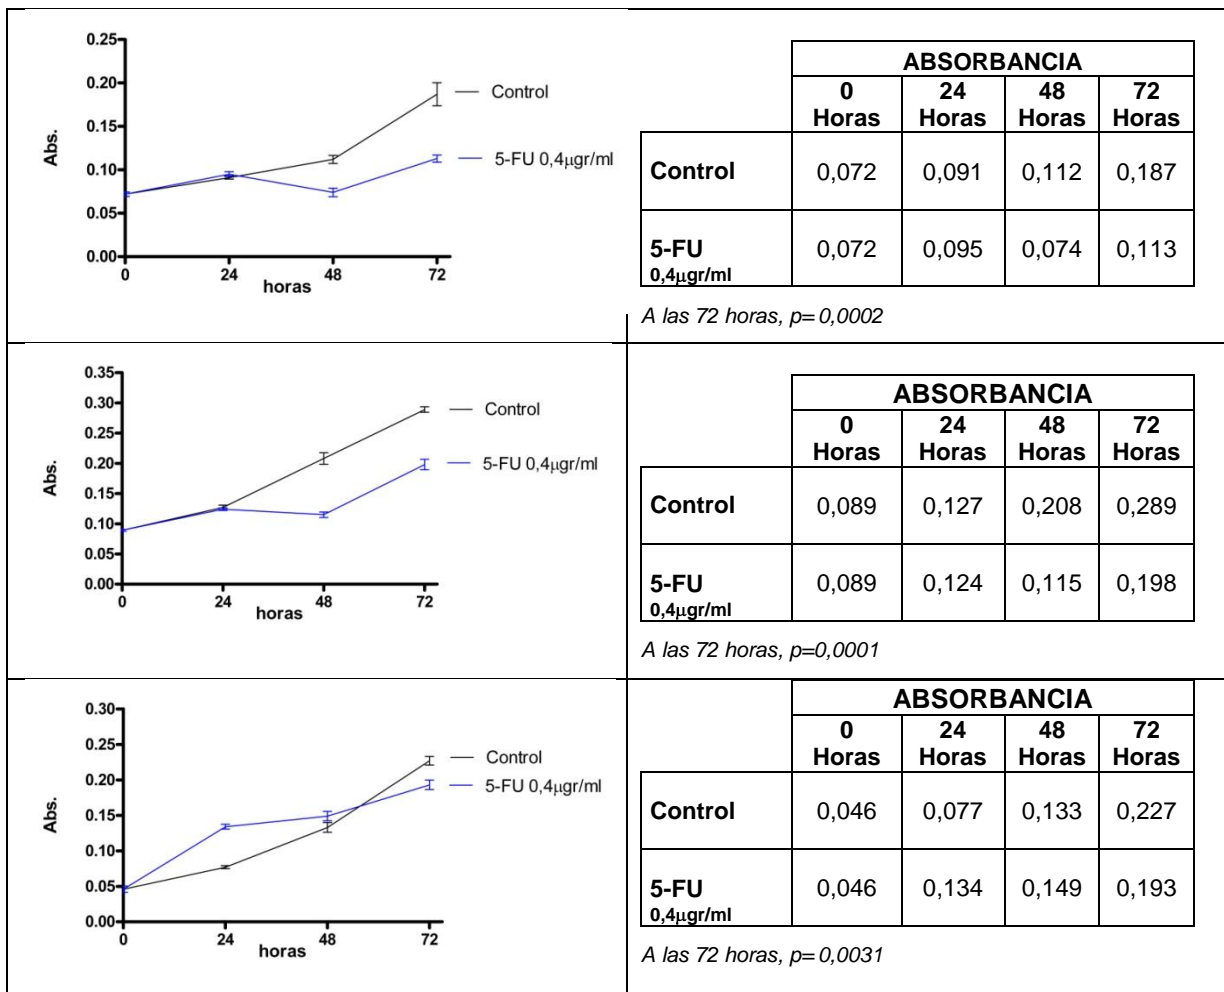 0.25
0.20
0.15
0.10
0.05
0.00
Abs.
0 24 48 72
horas
Control
5-FU 0,4µgr/ml
ABSORBANCIA
0 Horas 24 Horas 48 Horas 72 Horas
Control 0,072 0,091 0,112 0,187
5-FU 0,072 0,095 0,074 0,113
0,4µgr/ml
A las 72 horas, p=0,0002
0.35
0.30
0.25
0.20
0.15
0.10
0.05
0.00
Abs.
0 24 48 72
horas
Control
5-FU 0,4µgr/ml
ABSORBANCIA
0 Horas 24 Horas 48 Horas 72 Horas
Control 0,089 0,127 0,208 0,289
5-FU 0,089 0,124 0,115 0,198
0,4µgr/ml
A las 72 horas, p=0,0001
0.30
0.25
0.20
0.15
0.10
0.05
0.00
Abs.
0 24 48 72
horas
Control
5-FU 0,4µgr/ml
ABSORBANCIA
0 Horas 24 Horas 48 Horas 72 Horas
Control 0,046 0,077 0,133 0,227
5-FU 0,046 0,134 0,149 0,193
0,4µgr/ml
A las 72 horas, p=0,0031